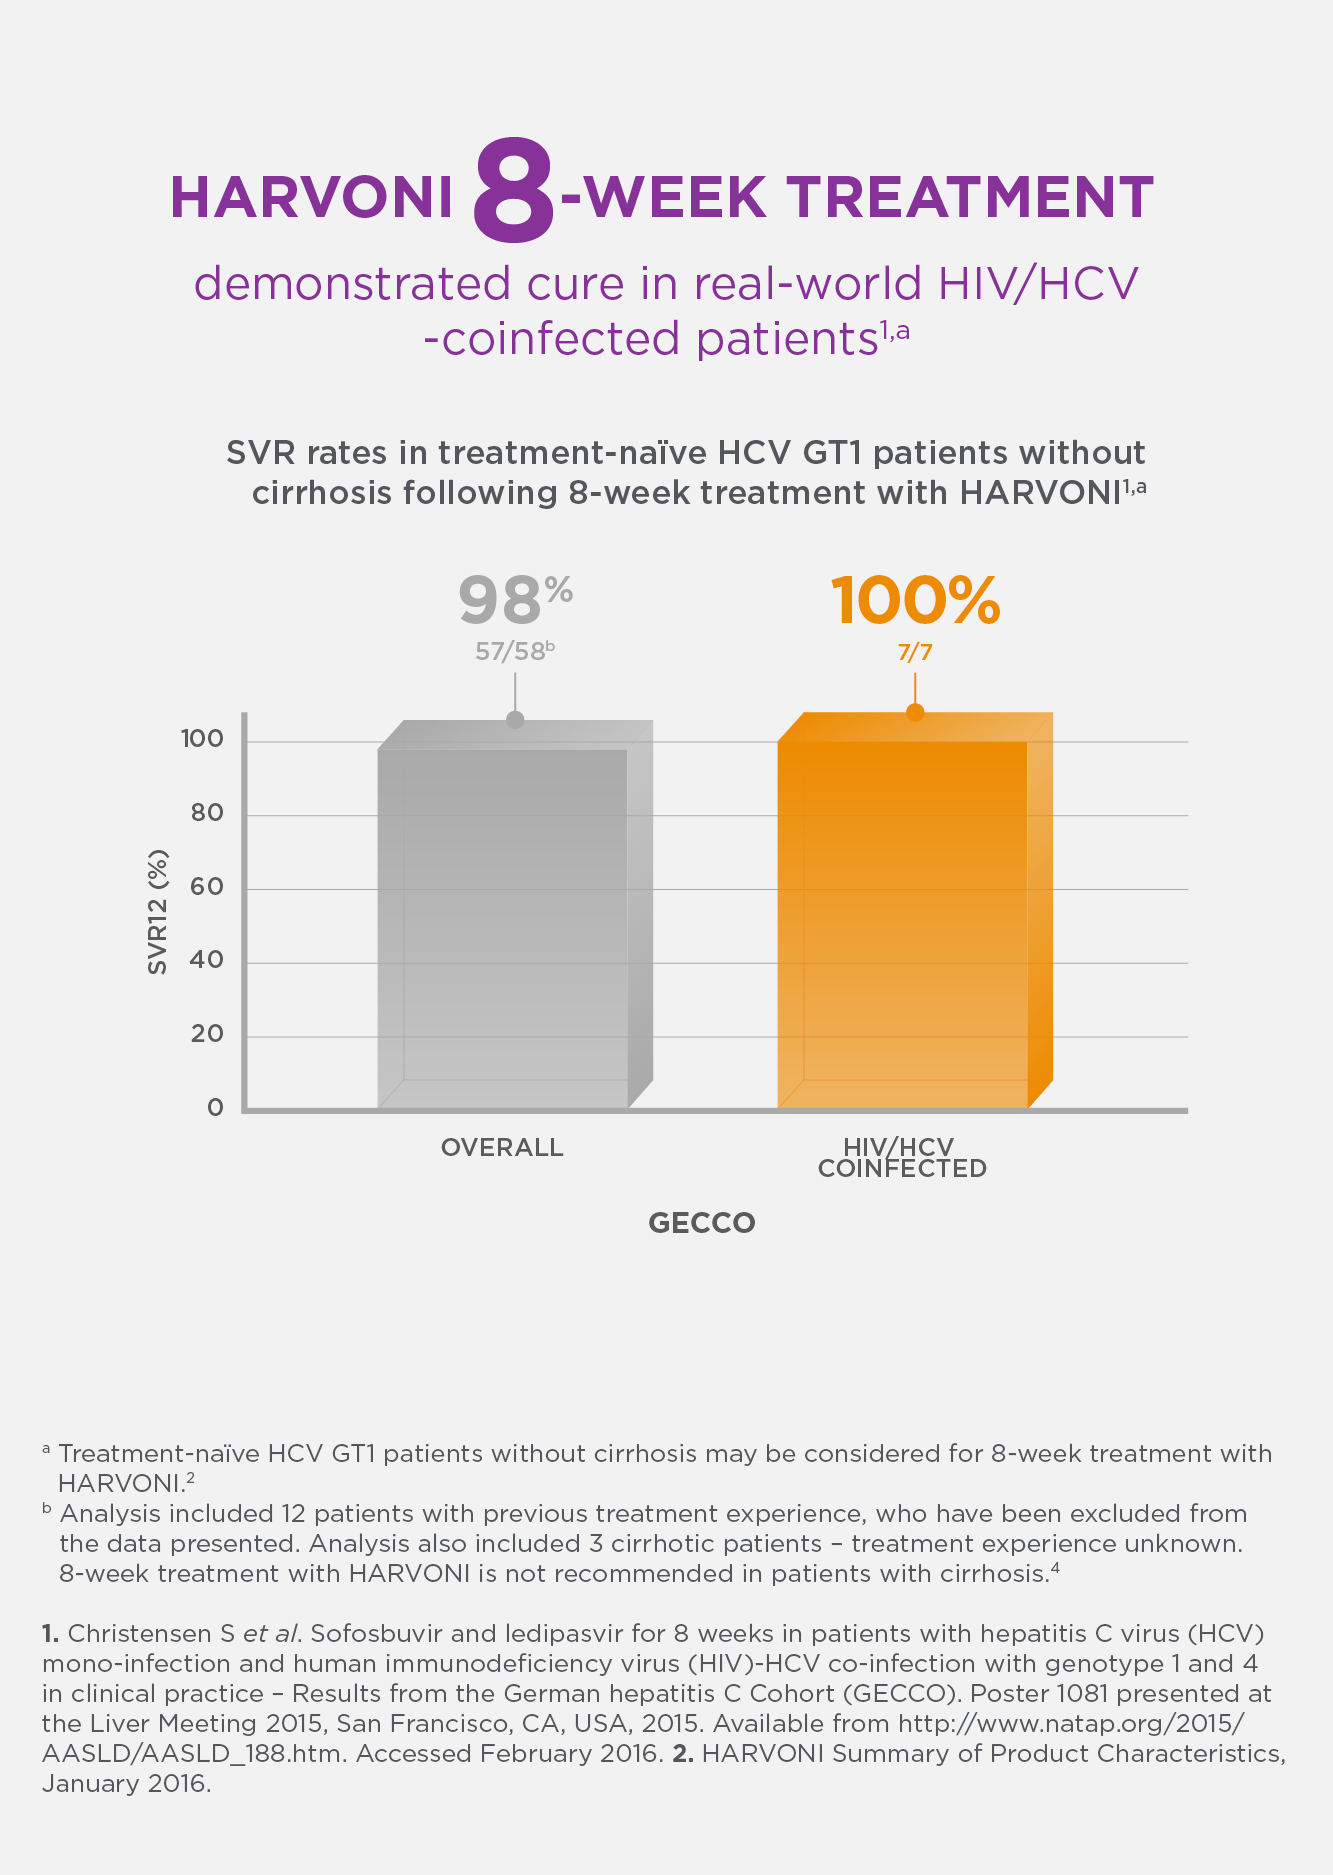 HARVONI 8-WEEK TREATMENT
demonstrated cure in real-world HIV/HCV
-coinfected patients1,a
SVR rates in treatment-naïve HCV GT1 patients without
cirrhosis following 8-week treatment with HARVONI1,a
98%
57/58b
100%
7/7
SVR12 (%)
100
80
60
40
20
0
OVERALL
HIV/HCV
COINFECTED
GECCO
a Treatment-naïve HCV GT1 patients without cirrhosis may be considered for 8-week treatment with
HARVONI.2
b Analysis included 12 patients with previous treatment experience, who have been excluded from
the data presented. Analysis also included 3 cirrhotic patients – treatment experience unknown.
8-week treatment with HARVONI is not recommended in patients with cirrhosis.4
1. Christensen S et al. Sofosbuvir and ledipasvir for 8 weeks in patients with hepatitis C virus (HCV)
mono-infection and human immunodeficiency virus (HIV)-HCV co-infection with genotype 1 and 4
in clinical practice – Results from the German hepatitis C Cohort (GECCO). Poster 1081 presented at
the Liver Meeting 2015, San Francisco, CA, USA, 2015. Available from http://www.natap.org/2015/
AASLD/AASLD_188.htm. Accessed February 2016. 2. HARVONI Summary of Product Characteristics,
January 2016.